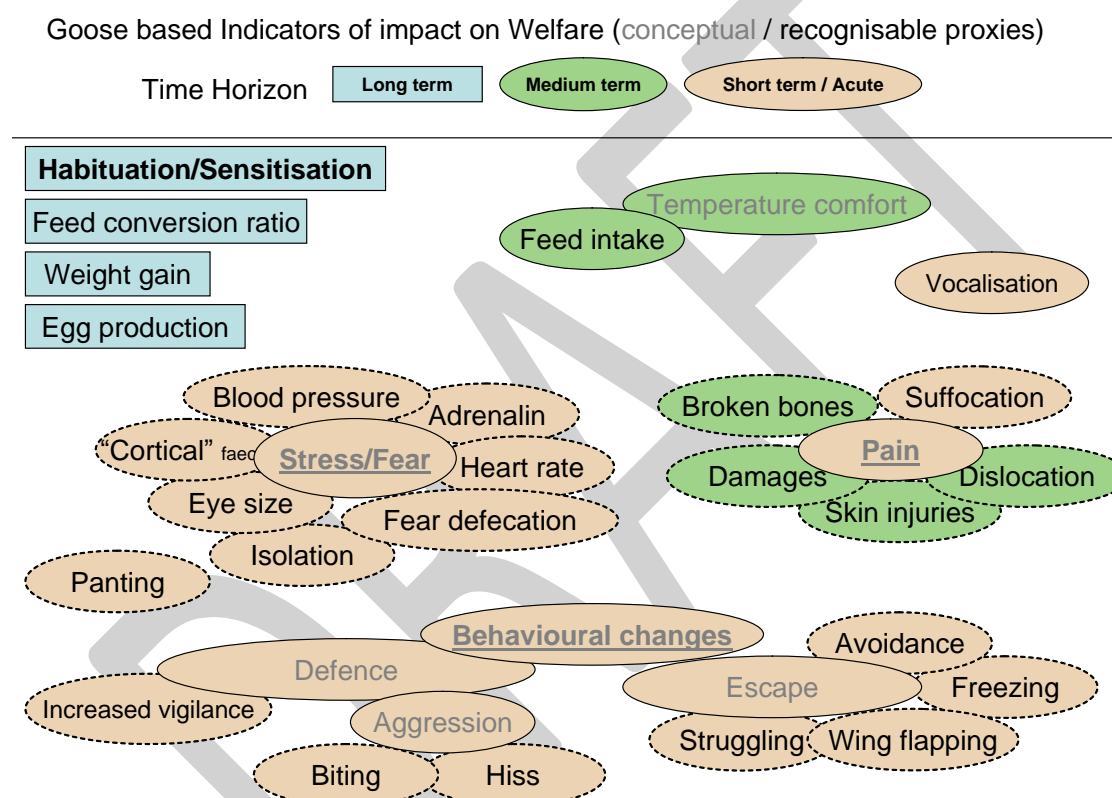 Goose based Indicators of impact on Welfare (conceptual / recognisable proxies)
Time Horizon
Long term
Medium term
Short term / Acute
Habituation/Sensitisation
Feed conversion ratio
Weight gain
Egg production
Temperature comfort
Feed intake
Vocalisation
Blood pressure
Adrenalin
"Cortical" faec
Stress/Fear
Heart rate
Eye size
Fear defecation
Isolation
Panting
Broken bones
Suffocation
Pain
Damages
Dislocation
Skin injuries
Behavioural changes
Defence
Increased vigilance
Aggression
Biting
Hiss
Avoidance
Escape
Freezing
Struggling
Wing flapping
DRAFT